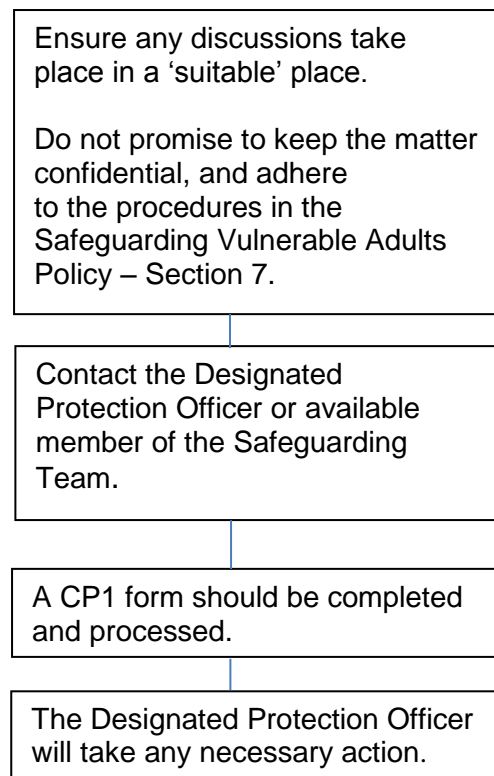 Ensure any discussions take
place in a ‘suitable’ place.
Do not promise to keep the matter
confidential, and adhere
to the procedures in the
Safeguarding Vulnerable Adults
Policy – Section 7.
Contact the Designated
Protection Officer or available
member of the Safeguarding
Team.
A CP1 form should be completed
and processed.
The Designated Protection Officer
will take any necessary action.